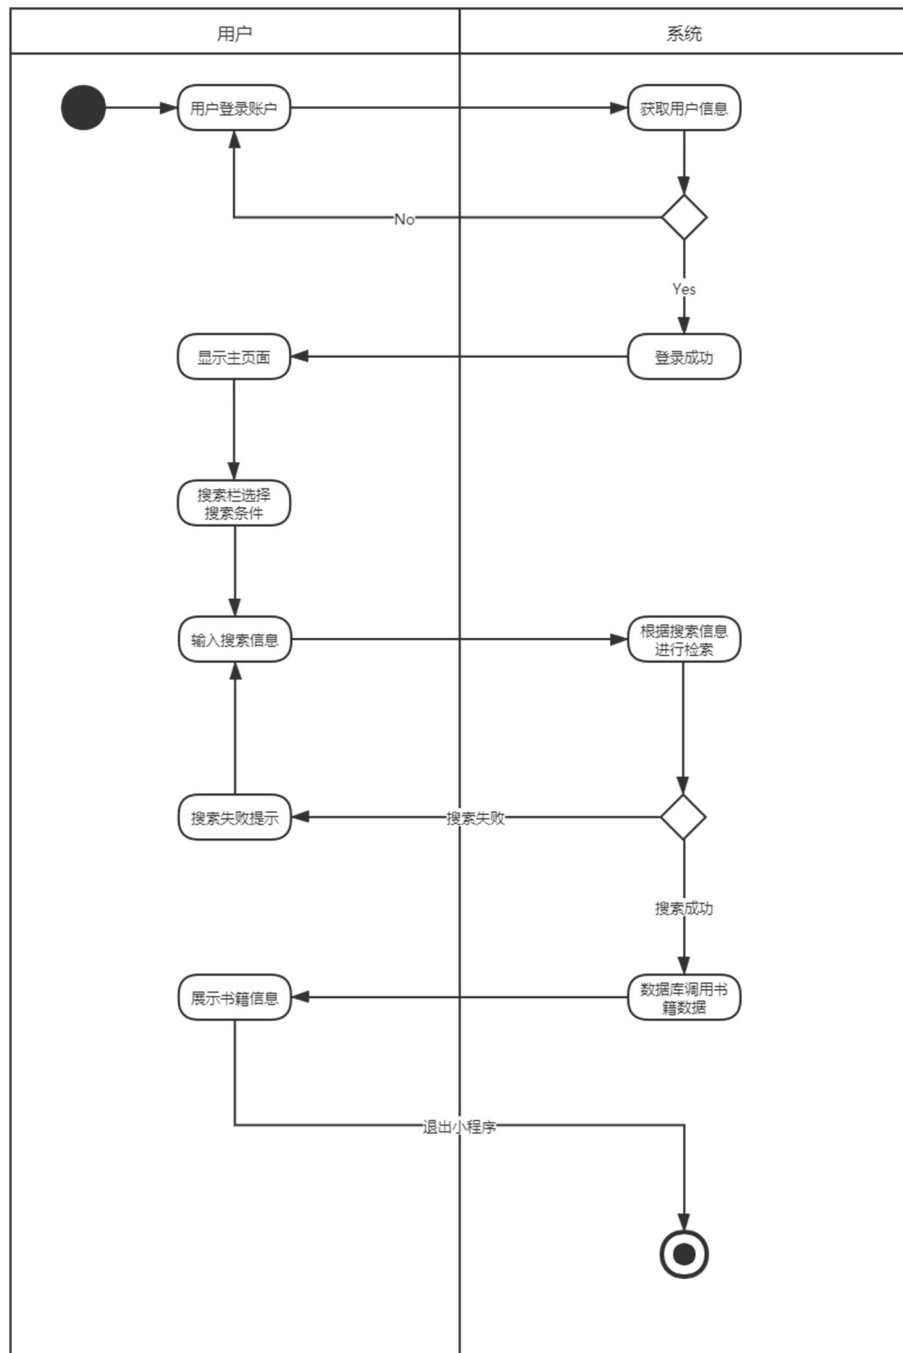 用户
系统
用户登录账户
获取用户信息
No
Yes
显示主页面
登录成功
搜索栏选择
搜索条件
输入搜索信息
根据搜索信息
进行检索
搜索失败提示
搜索失败
搜索成功
展示书籍信息
数据库调用书
籍数据
退出小程序